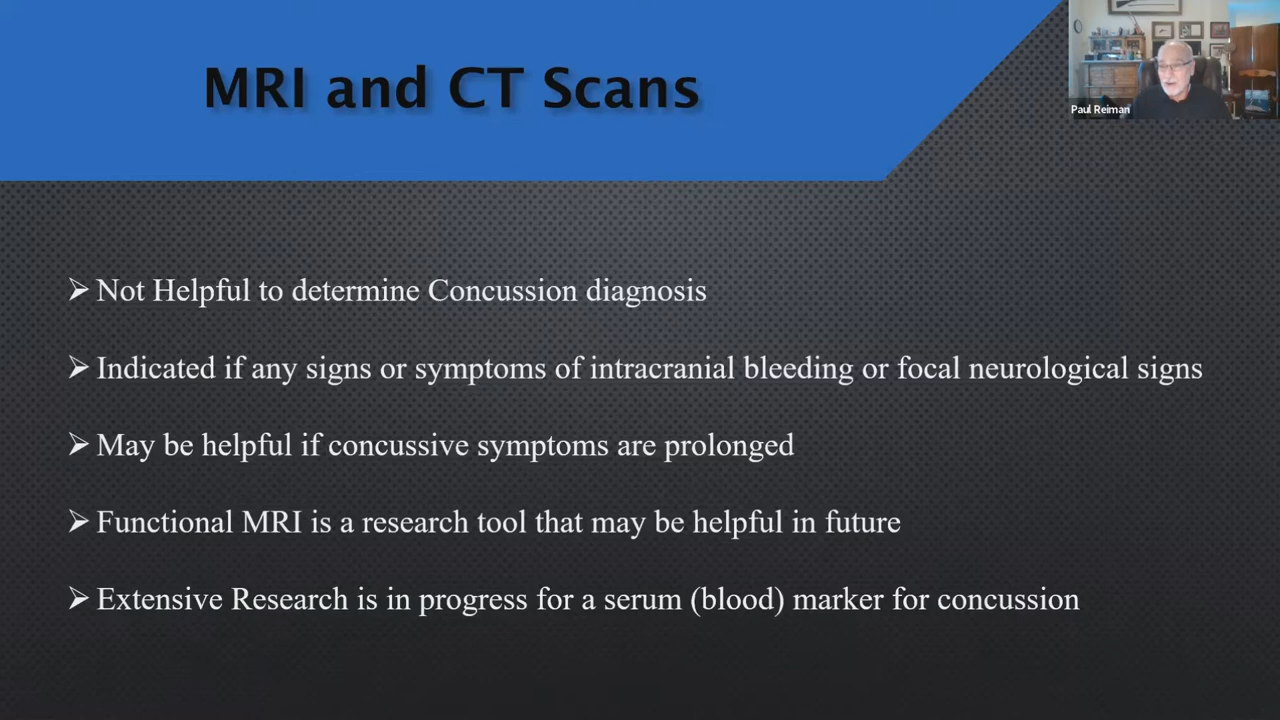 MRI and CT Scans
Paul Reiman
Not Helpful to determine Concussion diagnosis
Indicated if any signs or symptoms of intracranial bleeding or focal neurological signs
May be helpful if concussive symptoms are prolonged
Functional MRI is a research tool that may be helpful in future
Extensive Research is in progress for a serum (blood) marker for concussion